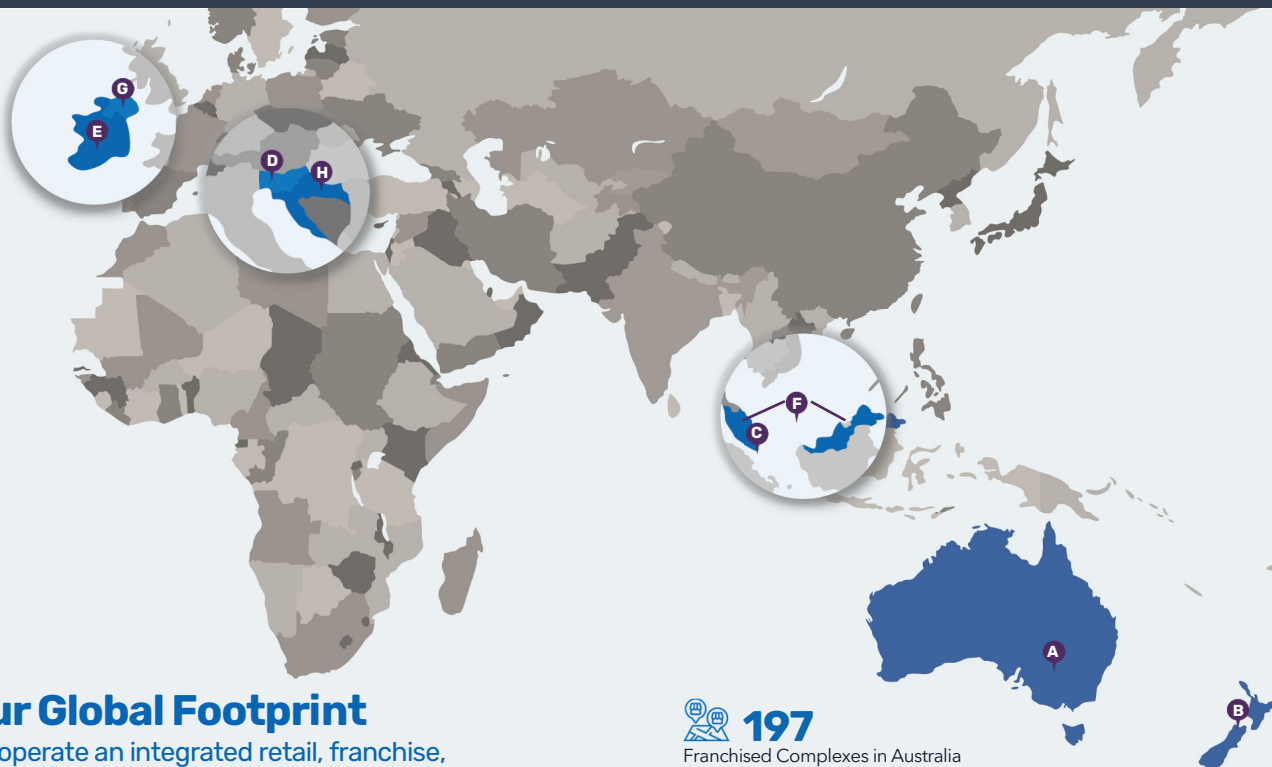 G
E
D
H
F
C
A
B
ur Global Footprint
operate an integrated retail, franchise,
197
Franchised Complexes in Australia